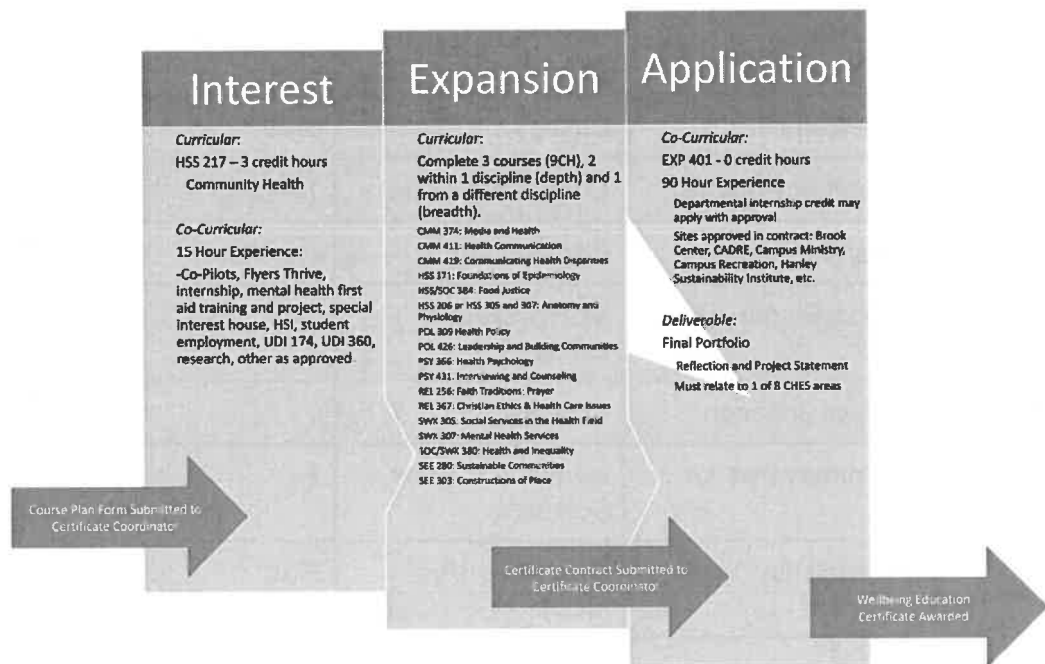 Interest
Curricular:
HSS 217 – 3 credit hours
Community Health
Co-Curricular:
15 Hour Experience:
-Co-Pilots, Flyers Thrive,
internship, mental health first
aid training and project, special
interest house, HSI, student
employment, UDI 174, UDI 360,
research, other as approved
Course Plan Form Submitted to
Certificate Coordinator
Expansion
Curricular:
Complete 3 courses (9CH), 2
within 1 discipline (depth) and 1
from a different discipline
(breadth).
CMM 374: Media and Health
CMM 411: Health Communication
CMM 419: Communicating Health Disparities
HSS 371: Foundations of Epidemiology
HSS/SOC 384: Food Justice
HSS 206 or HSS 305 and 307: Anatomy and
Physiology
POL 309 Health Policy
POL 426: Leadership and Building Communities
PSY 366: Health Psychology
PSY 431: Interviewing and Counseling
REL 256: Faith Traditions: Prayer
REL 367: Christian Ethics & Health Care Issues
SWK 305: Social Services in the Health Field
SWK 307: Mental Health Services
SOC/SWK 380: Health and Inequality
SEE 280: Sustainable Communities
SEE 303: Constructions of Place
Certificate Contract Submitted to
Certificate Coordinator
Application
Co-Curricular:
EXP 401 - 0 credit hours
90 Hour Experience
Departmental internship credit may
apply with approval
Sites approved in contract: Brook
Center, CADRE, Campus Ministry,
Campus Recreation, Hanley
Sustainability Institute, etc.
Deliverable:
Final Portfolio
Reflection and Project Statement
Must relate to 1 of 8 CHES areas
Wellbeing Education
Certificate Awarded